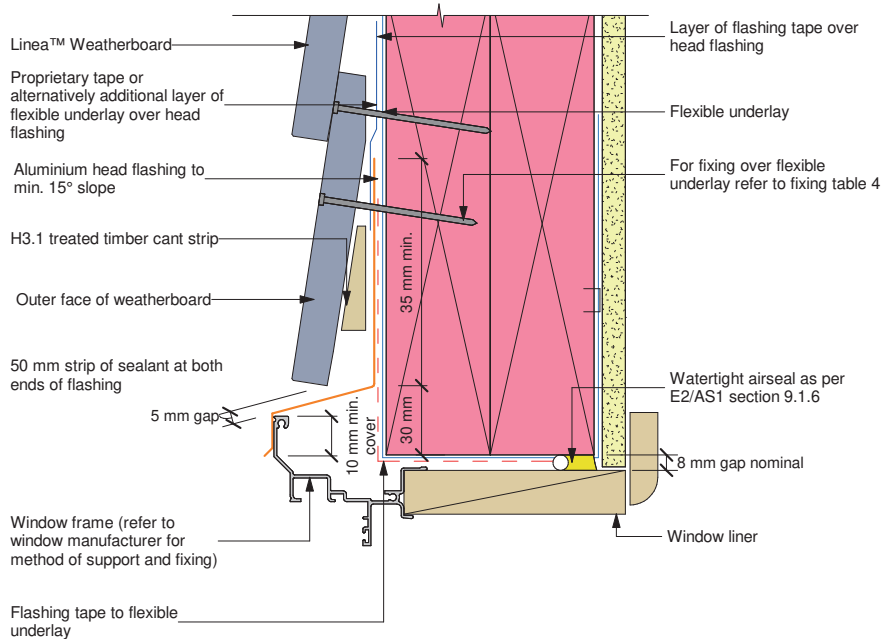 Linea™ Weatherboard
Proprietary tape or
alternatively additional layer of
flexible underlay over head
flashing
Aluminium head flashing to
min. 15° slope
H3.1 treated timber cant strip
Outer face of weatherboard
50 mm strip of sealant at both
ends of flashing
5 mm gap
Window frame (refer to
window manufacturer for
method of support and fixing)
Flashing tape to flexible
underlay
10 mm min.
cover
30 mm
35 mm min.
Layer of flashing tape over
head flashing
Flexible underlay
For fixing over flexible
underlay refer to fixing table 4
Watertight airseal as per
E2/AS1 section 9.1.6
8 mm gap nominal
Window liner